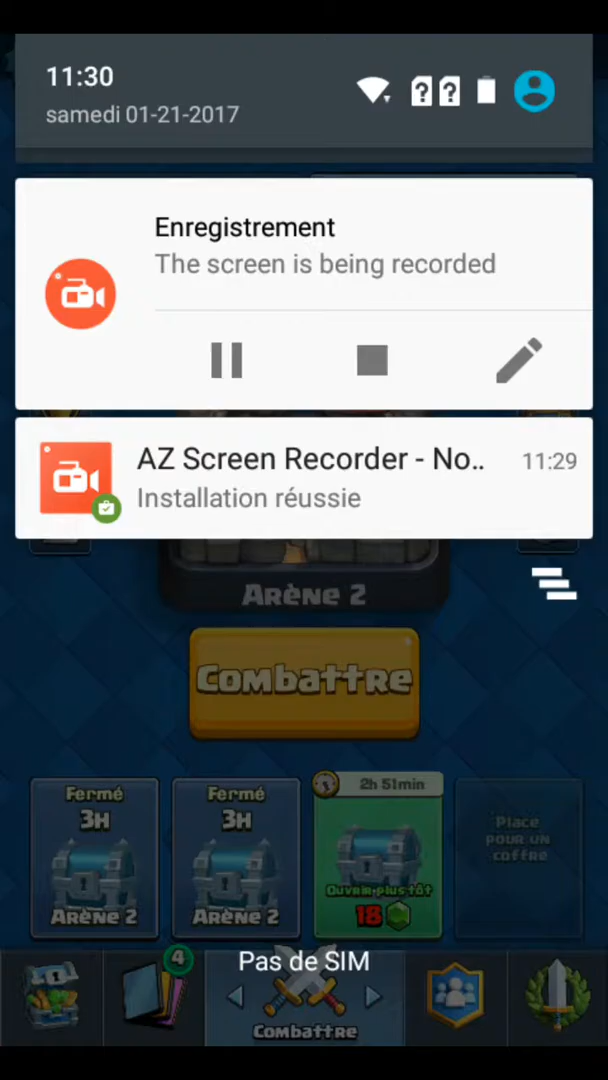 11:30
samedi 01-21-2017
Enregistrement
The screen is being recorded
AZ Screen Recorder - No..
11:29
Installation réussie
Arène 2
Combattre
Fermé
3H
Arène 2
Fermé
3H
Arène 2
2h 51min
Ouvrir plus tôt
18
Place
pour un
coffre
4
Pas de SIM
Combattre